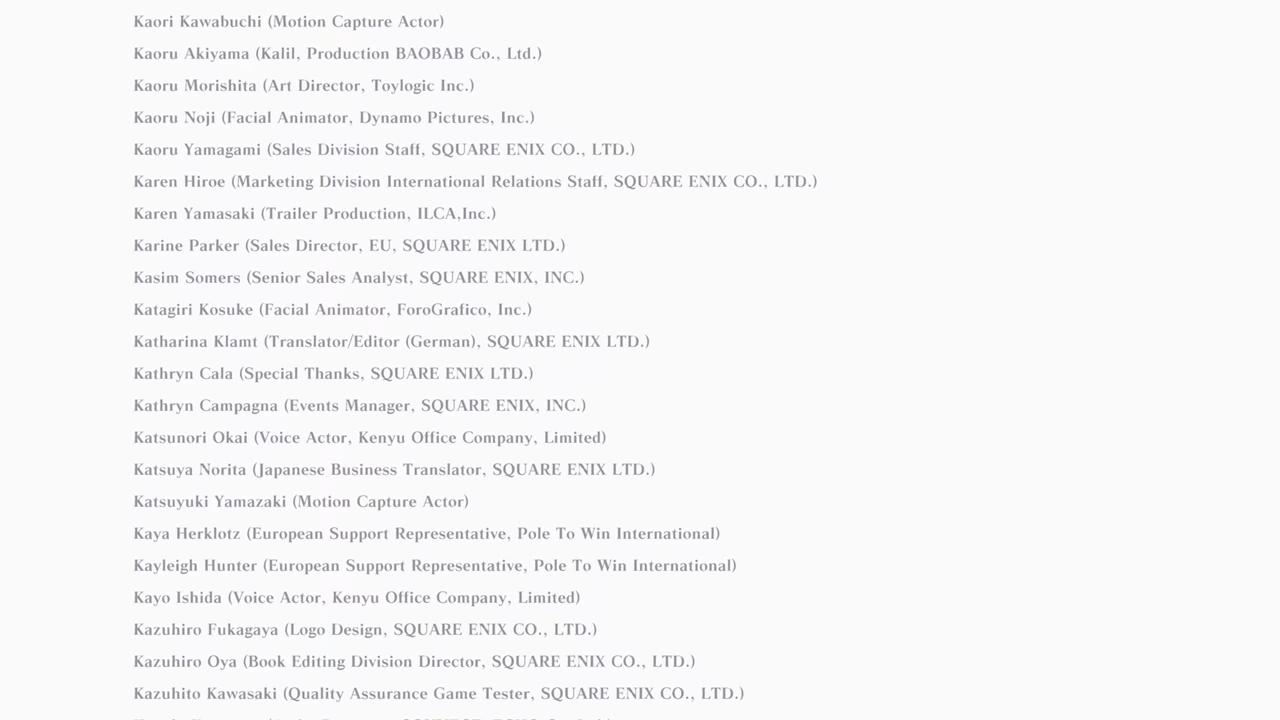 Kaori Kawabuchi (Motion Capture Actor)
Kaoru Akiyama (Kalil, Production BAOBAB Co., Ltd.)
Kaoru Morishita (Art Director, Toylogic Inc.)
Kaoru Noji (Facial Animator, Dynamo Pictures, Inc.)
Kaoru Yamagami (Sales Division Staff, SQUARE ENIX CO., LTD.)
Karen Hiroe (Marketing Division International Relations Staff, SQUARE ENIX CO., LTD.)
Karen Yamasaki (Trailer Production, ILCA,Inc.)
Karine Parker (Sales Director, EU, SQUARE ENIX LTD.)
Kasim Somers (Senior Sales Analyst, SQUARE ENIX, INC.)
Katagiri Kosuke (Facial Animator, ForoGrafico, Inc.)
Katharina Klamt (Translator/Editor (German), SQUARE ENIX LTD.)
Kathryn Cala (Special Thanks, SQUARE ENIX LTD.)
Kathryn Campagna (Events Manager, SQUARE ENIX, INC.)
Katsunori Okai (Voice Actor, Kenyu Office Company, Limited)
Katsuya Norita (Japanese Business Translator, SQUARE ENIX LTD.)
Katsuyuki Yamazaki (Motion Capture Actor)
Kaya Herklotz (European Support Representative, Pole To Win International)
Kayleigh Hunter (European Support Representative, Pole To Win International)
Kayo Ishida (Voice Actor, Kenyu Office Company, Limited)
Kazuhiro Fukagaya (Logo Design, SQUARE ENIX CO., LTD.)
Kazuhiro Oya (Book Editing Division Director, SQUARE ENIX CO., LTD.)
Kazuhito Kawasaki (Quality Assurance Game Tester, SQUARE ENIX CO., LTD.)